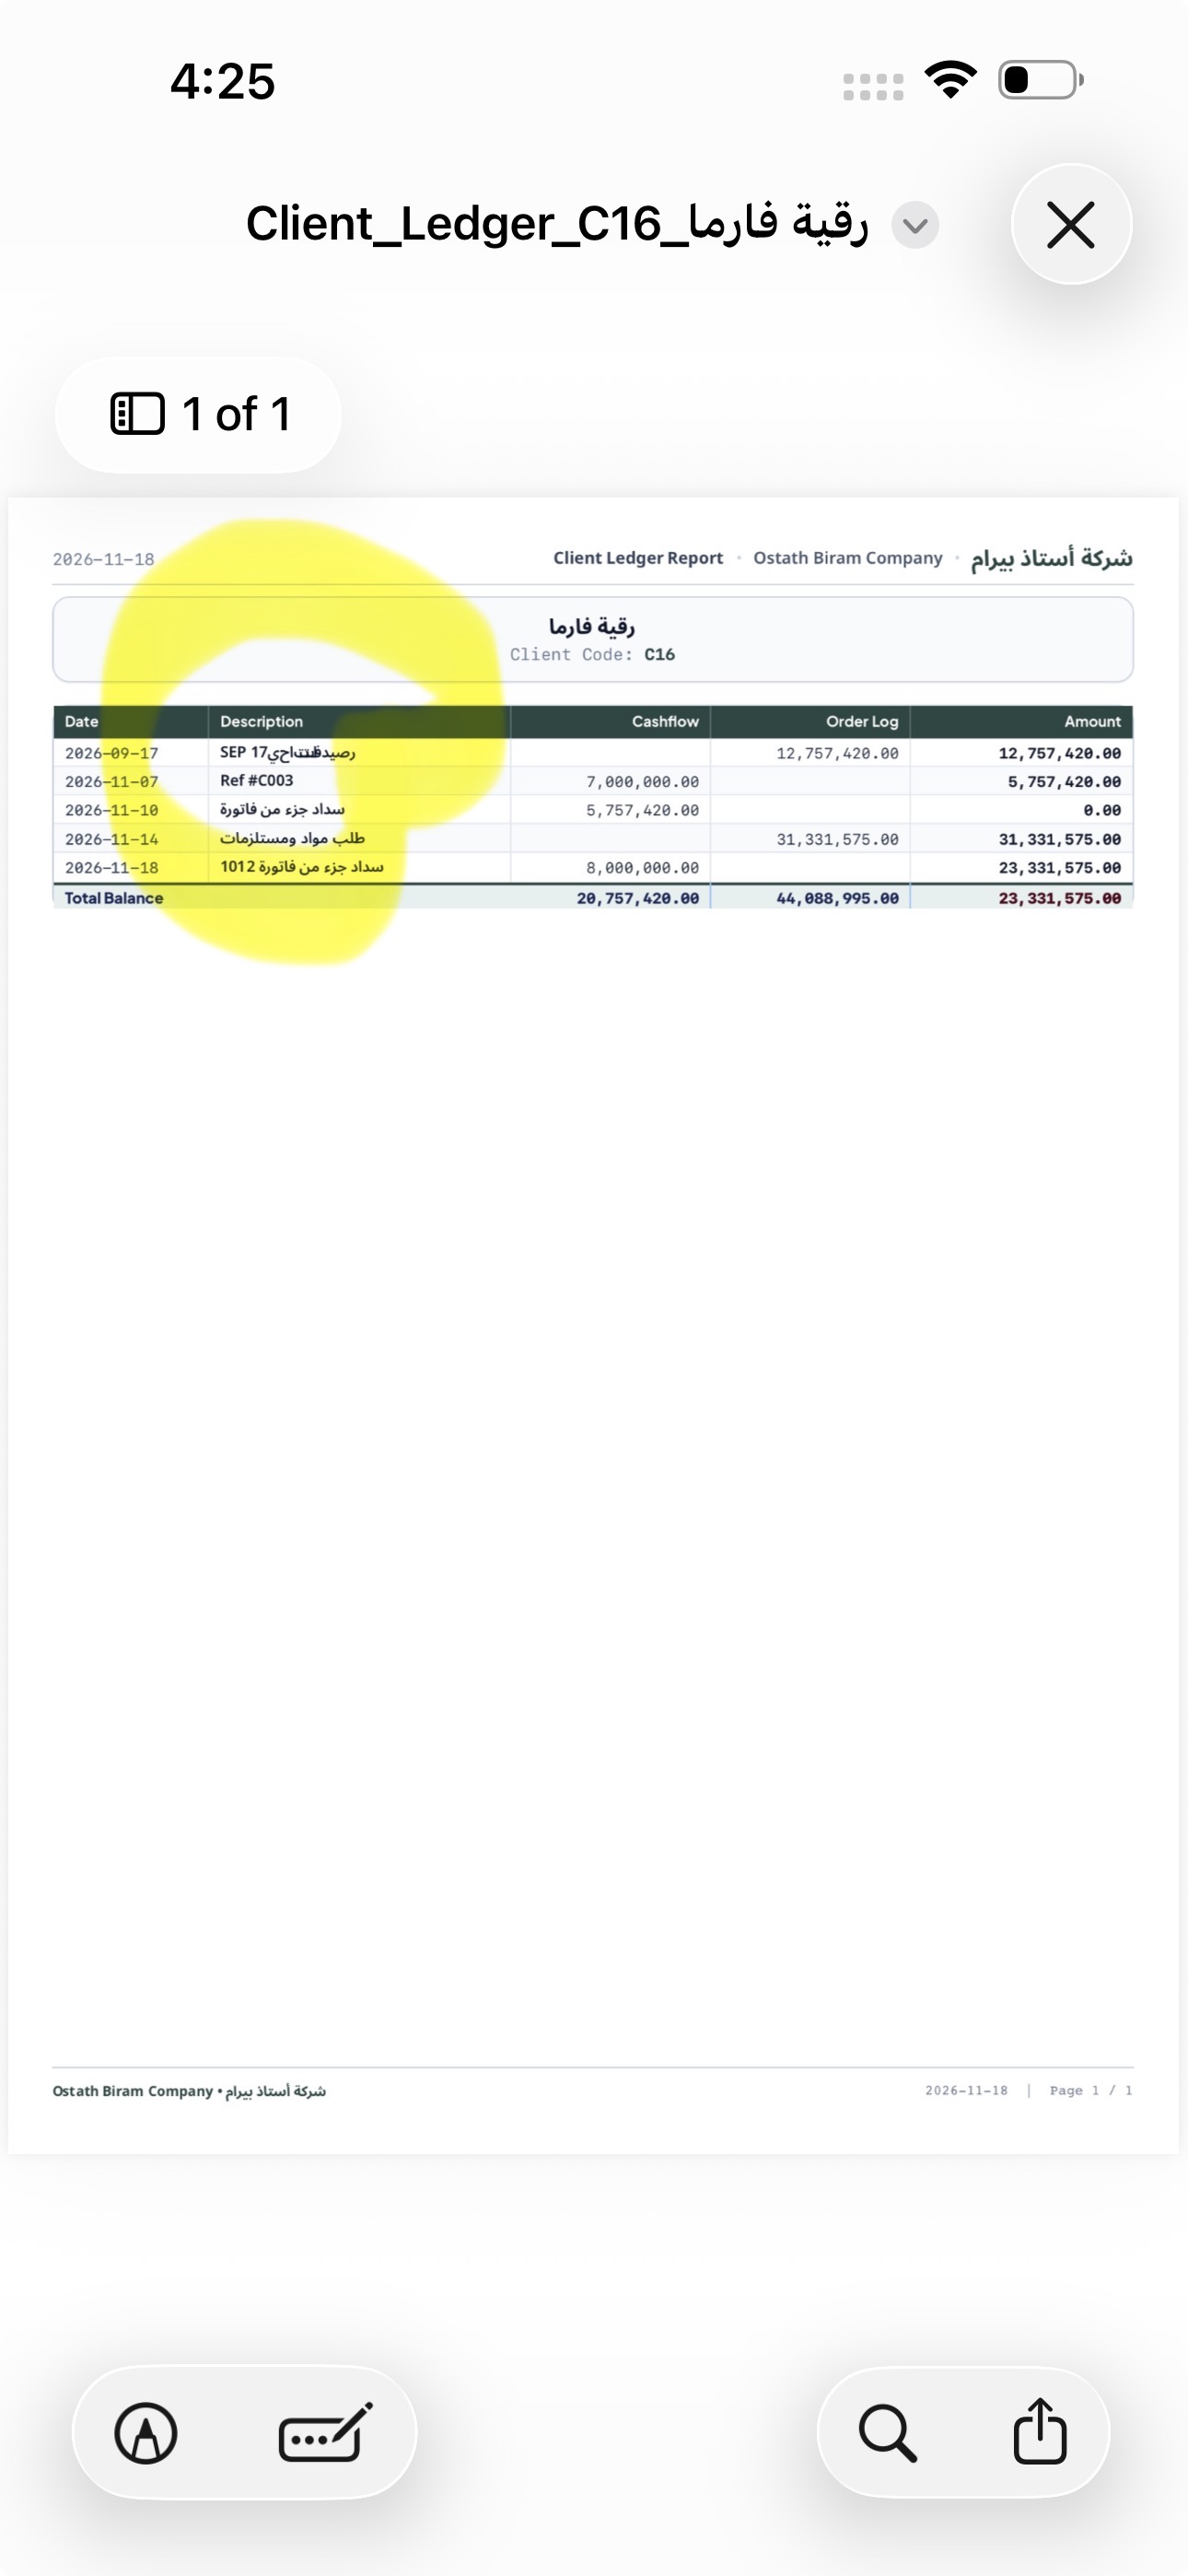 4:25
Client_Ledger_C16_رقية فارما
1 of 1
2026-11-18 Client Ledger Report • Ostath Biram Company • شركة أستاذ بيرام
رقية فارما
Client Code: C16
Date Description Cashflow Order Log Amount
2026-09-17 SEP 17 12,757,420.00 12,757,420.00
2026-11-07 Ref #C003 7,000,000.00 5,757,420.00
2026-11-10 سداد جزء من فاتورة 5,757,420.00 0.00
2026-11-14 طلب مواد ومستلزمات 31,331,575.00 31,331,575.00
2026-11-18 سداد جزء من فاتورة 1012 8,000,000.00 23,331,575.00
Total Balance 20,757,420.00 44,088,995.00 23,331,575.00
Ostath Biram Company • شركة أستاذ بيرام 2026-11-18 | Page 1 / 1